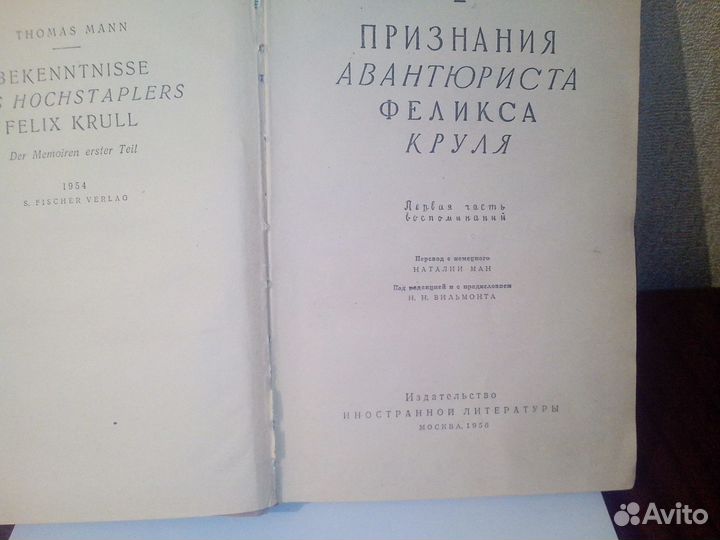 THOMAS MANN
BEKENNTNISSE
HOCHSTAPLERS
FELIX KRULL
Der Memoiren erster Teil
1954
S. FISCHER VERLAG
ПРИЗНАНИЯ
АВАНТЮРИСТА
ФЕЛИКСА
КРУЛЯ
Первая часть
воспоминаний
Перевод с немецкого
НАТАЛИИ МАН
Под редакцией и с предисловием
Н. Н. ВИЛЬМОНТА
Издательство
ИНОСТРАННОЙ ЛИТЕРАТУРЫ
МОСКВА, 1956
Avito